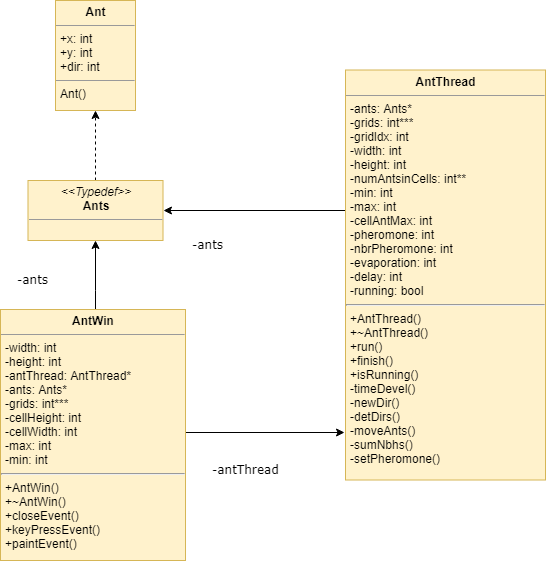 Ant
+x: int
+y: int
+dir: int
Ant()
<<Typedef>>
Ants
-ants
-ants
AntWin
-width: int
-height: int
-antThread: AntThread*
-ants: Ants*
-grids: int***
-cellHeight: int
-cellWidth: int
-max: int
-min: int
+AntWin()
+~AntWin()
+closeEvent()
+keyPressEvent()
+paintEvent()
-antThread
AntThread
-ants: Ants*
-grids: int***
-gridIdx: int
-width: int
-height: int
-numAntsinCells: int**
-min: int
-max: int
-cellAntMax: int
-pheromone: int
-nbrPheromone: int
-evaporation: int
-delay: int
-running: bool
+AntThread()
+~AntThread()
+run()
+finish()
+isRunning()
-timeDevel()
-newDir()
-detDirs()
-moveAnts()
-sumNbhs()
-setPheromone()